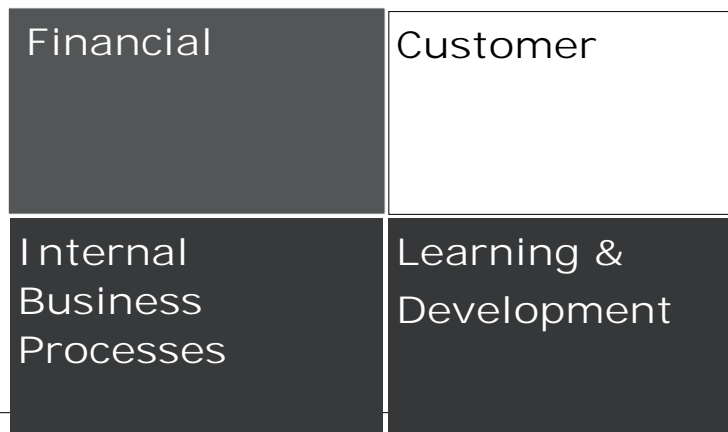 Financial
Customer
Internal
Business
Processes
Learning &
Development